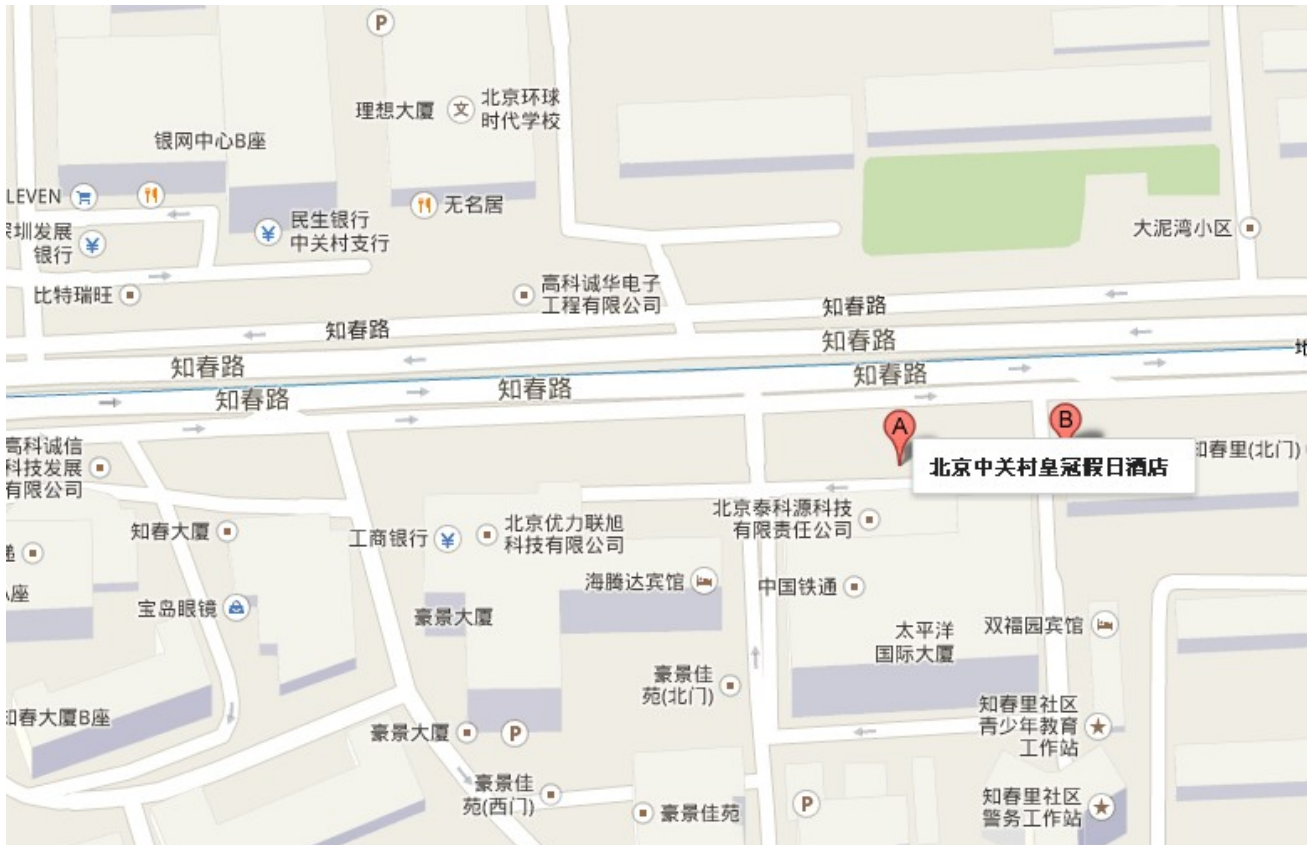 P
理想大厦
文
北京环球
时代学校
银网中心B座
LEVEN
无名居
民生银行
中关村支行
¥
发展
银行
¥
大泥湾小区
比特瑞旺
高科诚华电子
工程有限公司
知春路
知春路
知春路
知春路
知春路
知春路
知春路
地
A
B
北京中关村皇冠假日酒店
知春里(北门)
高科诚信
科技发展
有限公司
知春大厦
工商银行
¥
北京优力联旭
科技有限公司
北京泰科源科技
有限责任公司
座
宝岛眼镜
海腾达宾馆
中国铁通
豪景大厦
太平洋
国际大厦
双福园宾馆
豪景佳
苑(北门)
知春大厦B座
豪景大厦
P
知春里社区
青少年教育
工作站
豪景佳
苑(西门)
豪景佳苑
P
知春里社区
警务工作站